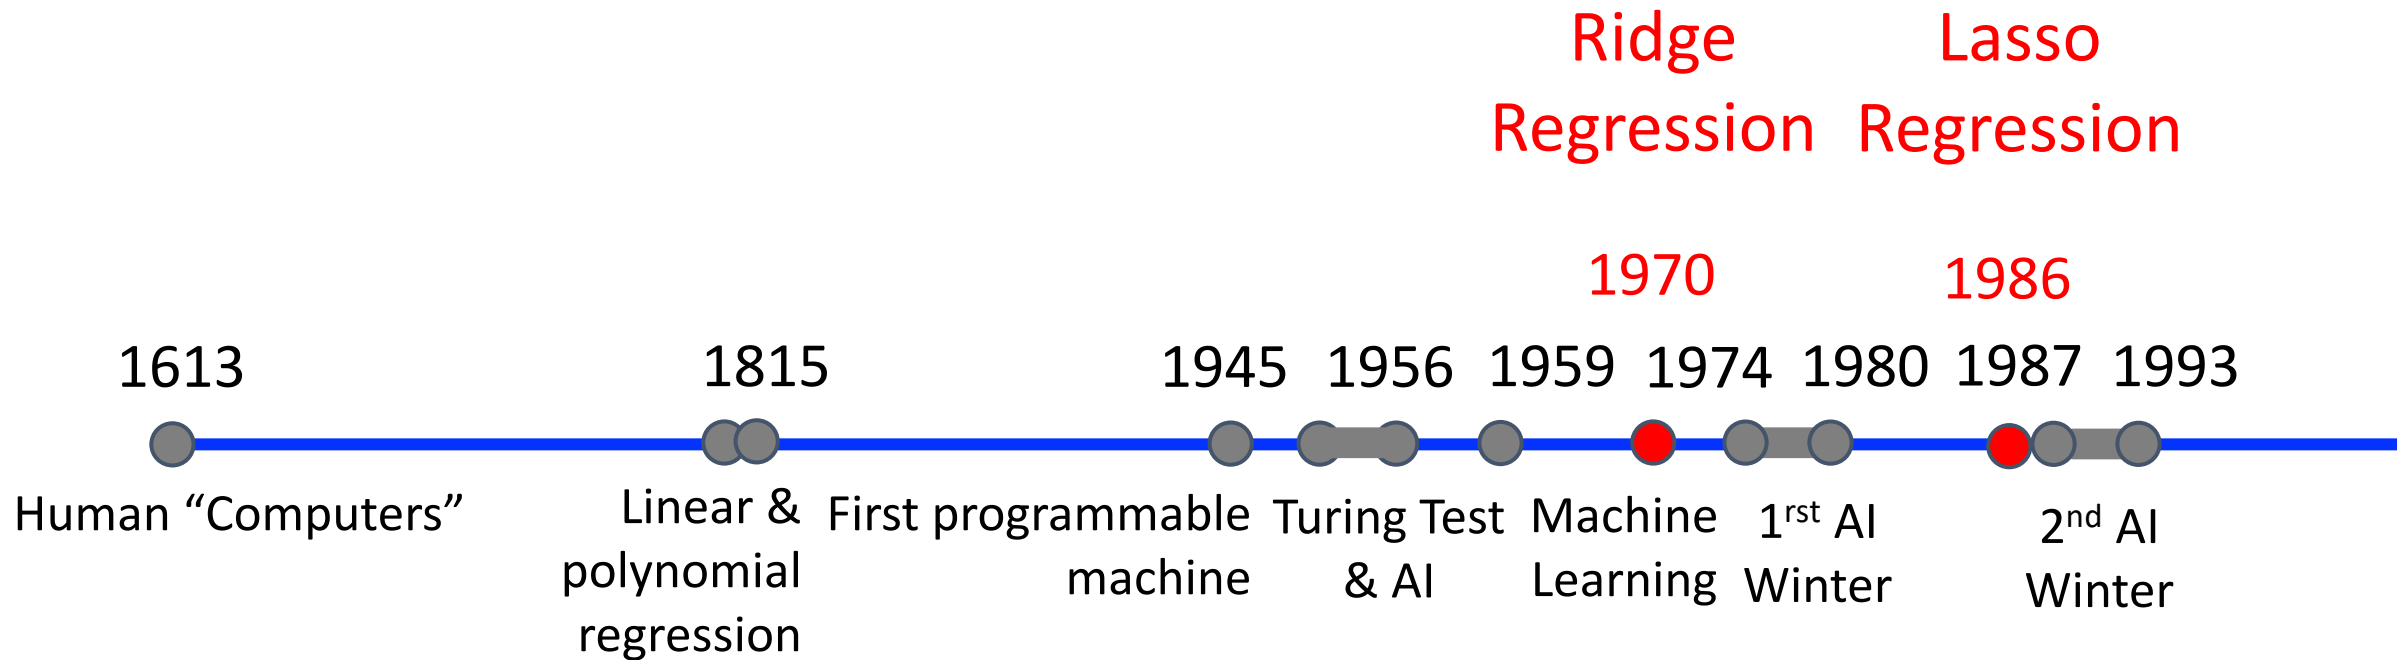 Ridge
Regression
Lasso
Regression
1970
1986
1613
1815
1945
1956
1959
1974
1980
1987
1993
Human “Computers”
Linear &
polynomial
regression
First programmable
machine
Turing Test
& AI
Machine
Learning
1rst AI
Winter
2nd AI
Winter